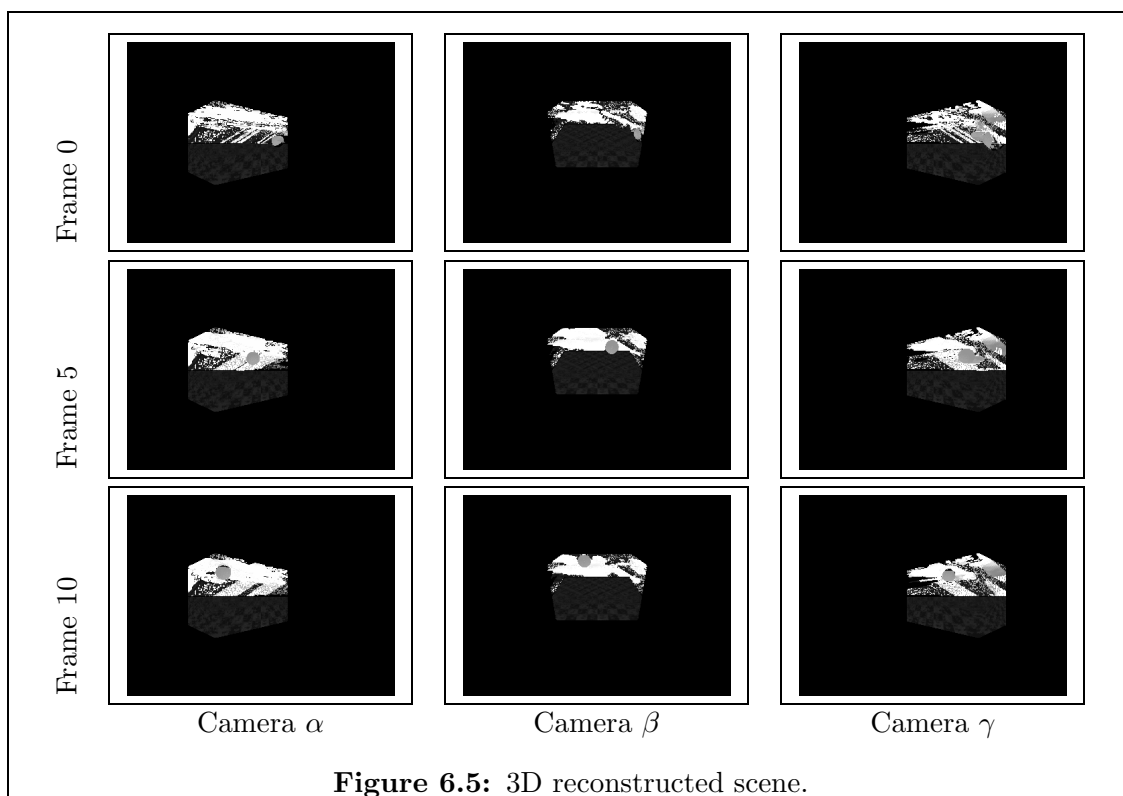 Frame 0
Frame 5
Frame 10
Camera α
Camera β
Camera γ
Figure 6.5: 3D reconstructed scene.